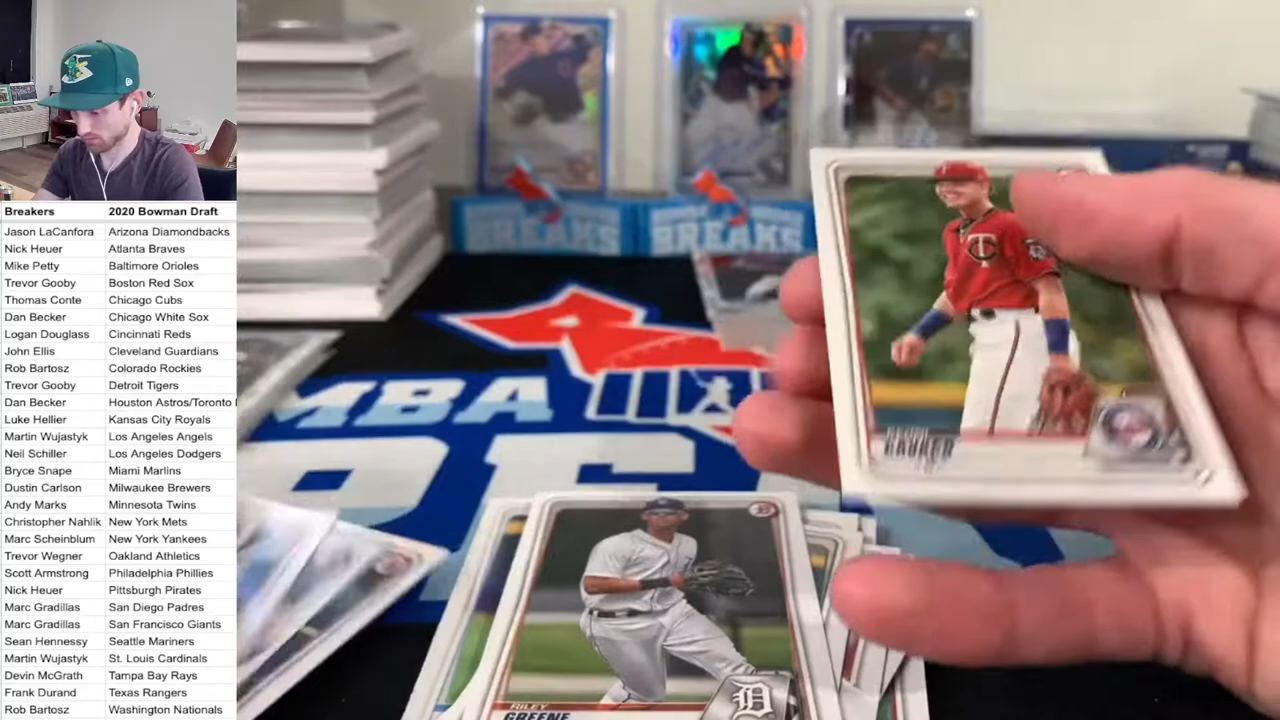 Breakers 2020 Bowman Draft
Jason LaCanfora Arizona Diamondbacks
Nick Heuer Atlanta Braves
Mike Petty Baltimore Orioles
Trevor Gooby Boston Red Sox
Thomas Conte Chicago Cubs
Dan Becker Chicago White Sox
Logan Douglass Cincinnati Reds
John Ellis Cleveland Guardians
Rob Bartosz Colorado Rockies
Trevor Gooby Detroit Tigers
Dan Becker Houston Astros/Toronto
Luke Hellier Kansas City Royals
Martin Wujastyk Los Angeles Angels
Neil Schiller Los Angeles Dodgers
Bryce Snape Miami Marlins
Dustin Carlson Milwaukee Brewers
Andy Marks Minnesota Twins
Christopher Nahlik New York Mets
Marc Scheinblum New York Yankees
Trevor Wegner Oakland Athletics
Scott Armstrong Philadelphia Phillies
Nick Heuer Pittsburgh Pirates
Marc Gradillas San Diego Padres
Marc Gradillas San Francisco Giants
Sean Hennessy Seattle Mariners
Martin Wujastyk St. Louis Cardinals
Devin McGrath Tampa Bay Rays
Frank Durand Texas Rangers
Rob Bartosz Washington Nationals
BREAKS
BREAKS
MBA
RILEY
GREENE
D